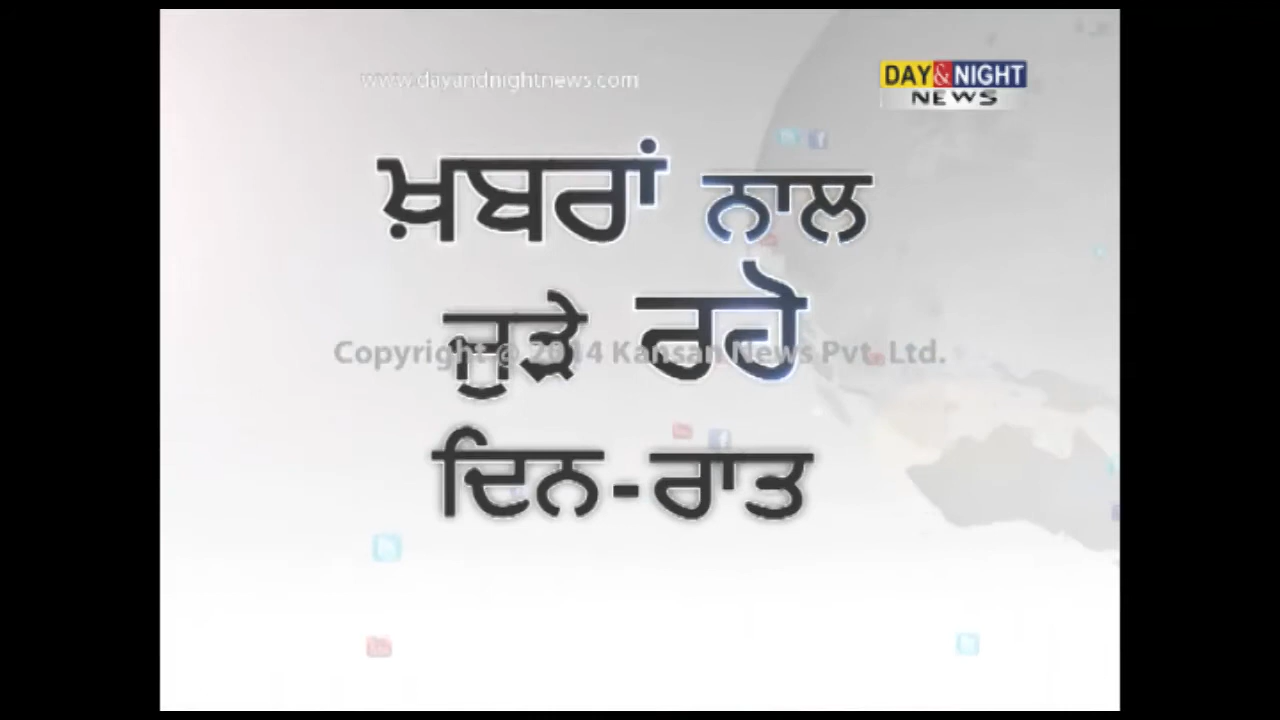 www.dayandnightnews.com
DAY&NIGHT
NEWS
ਖ਼ਬਰਾਂ ਨਾਲ
ਜੁੜੇ ਰਹੋ
Copyright © 2014 Kansan News Pvt. Ltd.
ਦਿਨ-ਰਾਤ